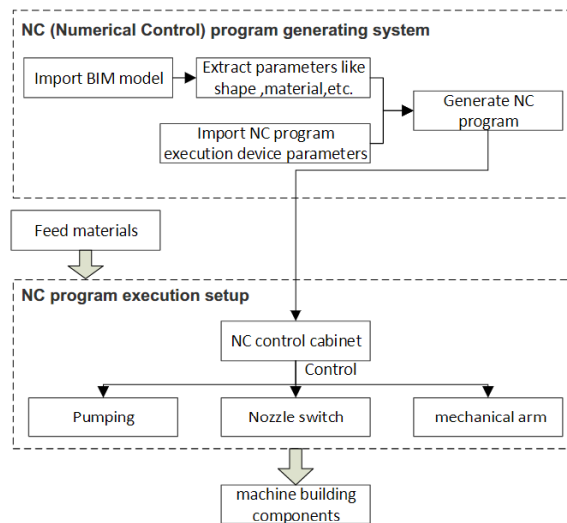 NC (Numerical Control) program generating system
Import BIM model
Extract parameters like
shape ,material,etc.
Import NC program
execution device parameters
Generate NC
program
Feed materials
NC program execution setup
NC control cabinet
Control
Pumping
Nozzle switch
mechanical arm
machine building
components